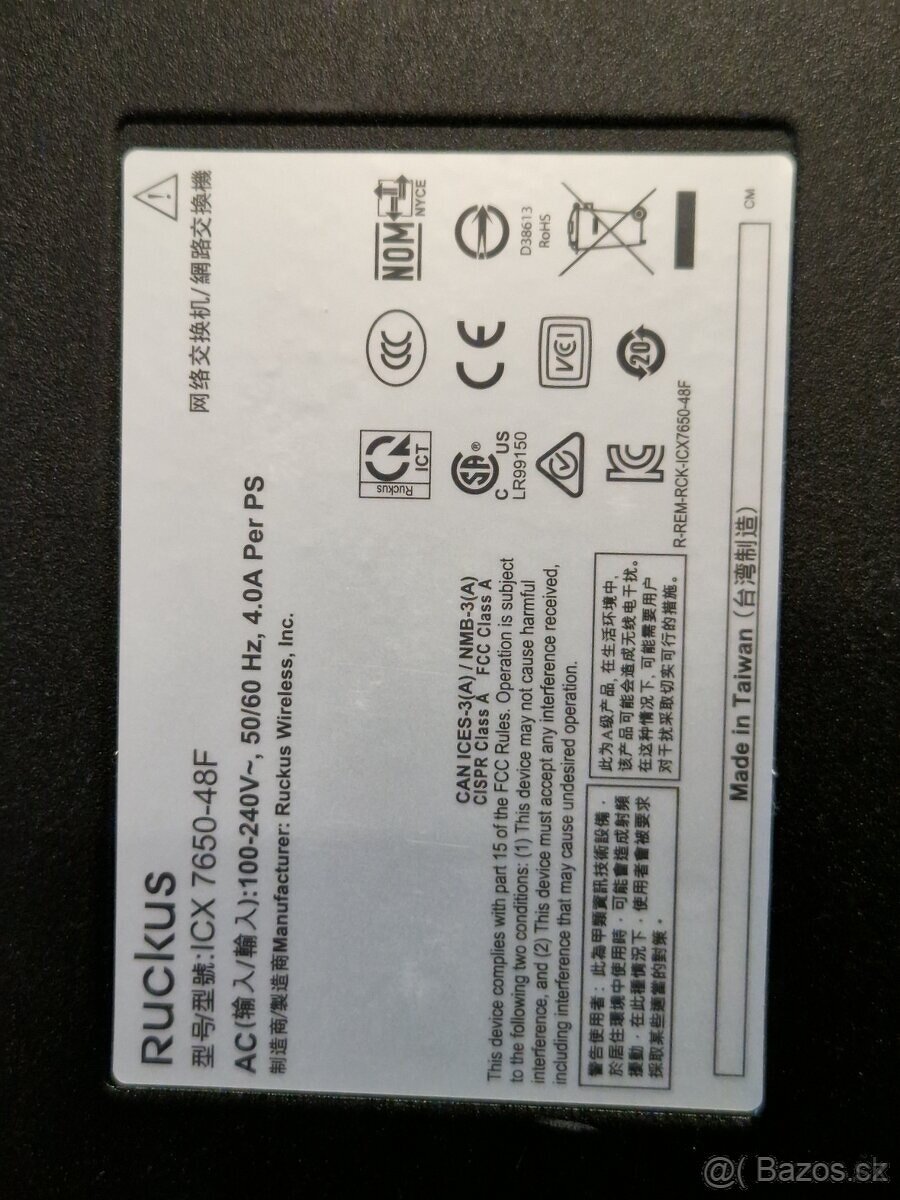 Ruckus
型号/型號:ICX 7650-48F
网络交换机/網路交換機
AC(输入/輸入):100-240V~, 50/60 Hz, 4.0A Per PS
制造商/製造商Manufacturer: Ruckus Wireless, Inc.
Ruckus
ICT
CCC
NOM
NYCE
CAN ICES-3(A) / NMB-3(A)
CISPR Class A FCC Class A
This device complies with part 15 of the FCC Rules. Operation is subject
to the following two conditions: (1) This device may not cause harmful
interference, and (2) This device must accept any interference received,
including interference that may cause undesired operation.
C SA® US
LR99150
CE
D38613
RoHS
VCI
20
警告使用者：此為甲類資訊技術設備，
於居住環境中使用時，可能會造成射頻
擾動，在此種情況下，使用者會被要求
採取某些適當的對策。
此为A级产品, 在生活环境中,
该产品可能会造成无线电干扰。
在这种情况下, 可能需要用户
对干扰采取切实可行的措施。
R-REM-RCK-ICX7650-48F
Made in Taiwan (台湾制造)
CM
@( Bazos.sk